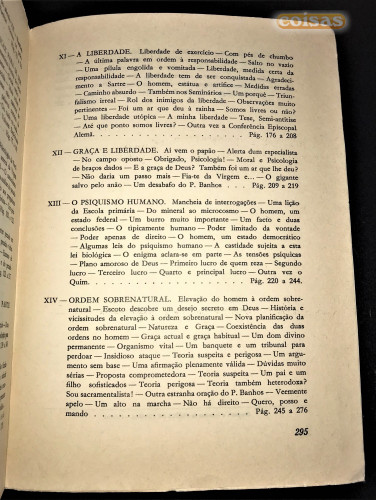 coisas
XI — A LIBERDADE. Liberdade de exercício — Com pés de chumbo
— A última palavra em ordem à responsabilidade — Salto no vazio
— Uma pílula engolida e vomitada — Liberdade, medida certa da
responsabilidade — A liberdade tem de ser conquistada — Agradeci-
mento a Sartre — O homem, estátua e artífice — Medidas erradas
— Caminho absurdo — Também nos Seminários — Um porquê — Triun-
falismo irreal — Rol dos inimigos da liberdade — Observações muito
pertinentes — Foi um ar que deu à rainha — Somos livres ou não?
— Uma liberdade utópica — A minha liberdade — Tese, Semi-antítise
— Até que ponto somos livres? — Outra vez a Conferência Episcopal
Alemã. . . . . . . . . . . . . . . . Pág. 176 a 208
XII — GRAÇA E LIBERDADE. Aí vem o papão — Alerta dum especialista
— No campo oposto — Obrigado, Psicologia! — Moral e Psicologia
de braços dados — E a graça de Deus? Também foi um ar que lhe deu?
— Não daria um passo mais — Fia-te da Virgem e... — O gigante
salvo pelo anão — Um desabafo do P. Banhos . . Pág. 209 a 219
XIII — O PSIQUISMO HUMANO. Mancheia de interrogações — Uma lição
da Escola primária — Do mineral ao microcosmo — O homem, um
estado federal — Um burro muito importante — Um facto e duas
conclusões — O tipicamente humano — Poder limitado da vontade
— Poder apenas de direito — O homem, um estado democrático
— Algumas leis do psiquismo humano — A castidade sujeita a esta
lei biológica — O enigma aclara-se em parte — As tensões psíquicas
— Plano amoroso de Deus — Primeiro lucro de quem reza — Segundo
lucro — Terceiro lucro — Quarto e principal lucro — Outra vez o
Quim. . . . . . . . . . . . . . . . Pág. 220 a 244.
XIV — ORDEM SOBRENATURAL. Elevação do homem à ordem sobre-
natural — Escoto descobre um desejo secreto em Deus — História e
vicissitudes da elevação à ordem sobrenatural — Nova planificação da
ordem sobrenatural — Natureza e Graça — Coexistência das duas
ordens no homem — Graça actual e graça habitual — Um dom divino
permanente — Organismo vital — Um banquete e um tribunal para
perdoar — Insidioso ataque — Teoria suspeita e perigosa — Um argu-
mento sem base — Uma afirmação plenamente válida — Dúvidas muito
sérias — Proposta comprometedora — Teoria suspeita — Um pai e um
filho sofisticados — Teoria perigosa — Teoria também heterodoxa?
Sou sacramentalista! — Outra estranha oração do P. Banhos — Veemente
apelo — Um alto na marcha — Não há direito — Quero, posso e
mando . . . . . . . . . . . . . . . Pág. 245 a 276
295